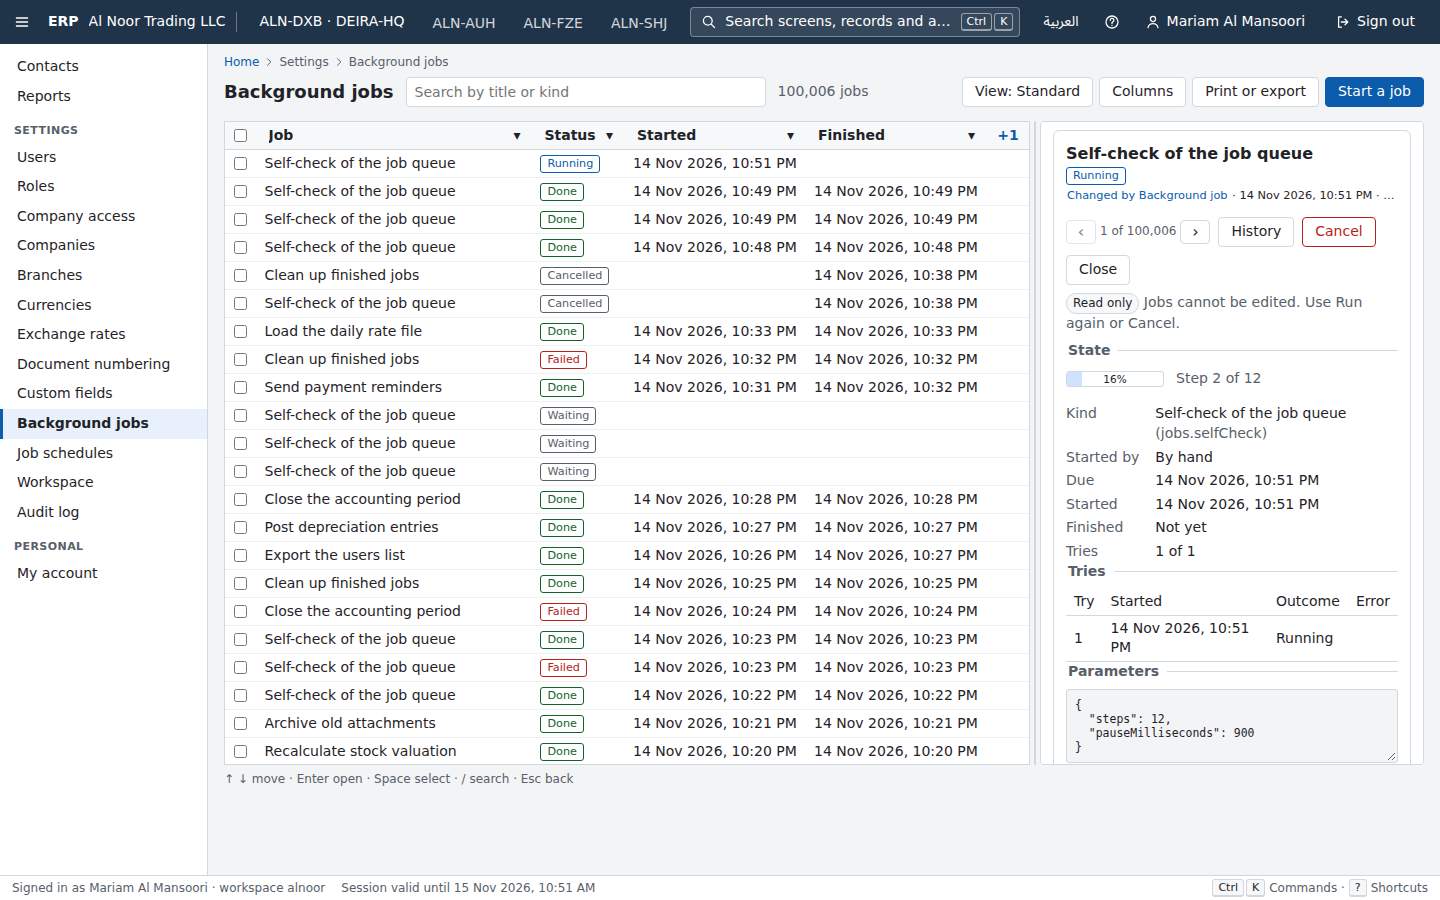 ERP Al Noor Trading LLC ALN-DXB · DEIRA-HQ ALN-AUH ALN-FZE ALN-SHJ Search screens, records and a… Ctrl K العربية Mariam Al Mansoori Sign out
Contacts
Reports
SETTINGS
Users
Roles
Company access
Companies
Branches
Currencies
Exchange rates
Document numbering
Custom fields
Background jobs
Job schedules
Workspace
Audit log
PERSONAL
My account
Home > Settings > Background jobs
Background jobs Search by title or kind 100,006 jobs View: Standard Columns Print or export Start a job
Job ▼ Status ▼ Started ▼ Finished ▼ +1
Self-check of the job queue Running 14 Nov 2026, 10:51 PM
Self-check of the job queue Done 14 Nov 2026, 10:49 PM 14 Nov 2026, 10:49 PM
Self-check of the job queue Done 14 Nov 2026, 10:49 PM 14 Nov 2026, 10:49 PM
Self-check of the job queue Done 14 Nov 2026, 10:48 PM 14 Nov 2026, 10:48 PM
Clean up finished jobs Cancelled 14 Nov 2026, 10:38 PM
Self-check of the job queue Cancelled 14 Nov 2026, 10:38 PM
Load the daily rate file Done 14 Nov 2026, 10:33 PM 14 Nov 2026, 10:33 PM
Clean up finished jobs Failed 14 Nov 2026, 10:32 PM 14 Nov 2026, 10:32 PM
Send payment reminders Done 14 Nov 2026, 10:31 PM 14 Nov 2026, 10:32 PM
Self-check of the job queue Waiting
Self-check of the job queue Waiting
Self-check of the job queue Waiting
Close the accounting period Done 14 Nov 2026, 10:28 PM 14 Nov 2026, 10:28 PM
Post depreciation entries Done 14 Nov 2026, 10:27 PM 14 Nov 2026, 10:27 PM
Export the users list Done 14 Nov 2026, 10:26 PM 14 Nov 2026, 10:27 PM
Clean up finished jobs Done 14 Nov 2026, 10:25 PM 14 Nov 2026, 10:25 PM
Close the accounting period Failed 14 Nov 2026, 10:24 PM 14 Nov 2026, 10:24 PM
Self-check of the job queue Done 14 Nov 2026, 10:23 PM 14 Nov 2026, 10:23 PM
Self-check of the job queue Failed 14 Nov 2026, 10:23 PM 14 Nov 2026, 10:23 PM
Self-check of the job queue Done 14 Nov 2026, 10:22 PM 14 Nov 2026, 10:22 PM
Archive old attachments Done 14 Nov 2026, 10:21 PM 14 Nov 2026, 10:21 PM
Recalculate stock valuation Done 14 Nov 2026, 10:20 PM 14 Nov 2026, 10:20 PM
↑ ↓ move · Enter open · Space select · / search · Esc back
Self-check of the job queue
Running
Changed by Background job · 14 Nov 2026, 10:51 PM · …
‹ 1 of 100,006 › History Cancel
Close
Read only Jobs cannot be edited. Use Run
again or Cancel.
State
16% Step 2 of 12
Kind Self-check of the job queue
(jobs.selfCheck)
Started by By hand
Due 14 Nov 2026, 10:51 PM
Started 14 Nov 2026, 10:51 PM
Finished Not yet
Tries 1 of 1
Tries
Try Started Outcome Error
1 14 Nov 2026, 10:51 PM Running
Parameters
{
"steps": 12,
"pauseMilliseconds": 900
}
Signed in as Mariam Al Mansoori · workspace alnoor Session valid until 15 Nov 2026, 10:51 AM Ctrl K Commands · ? Shortcuts